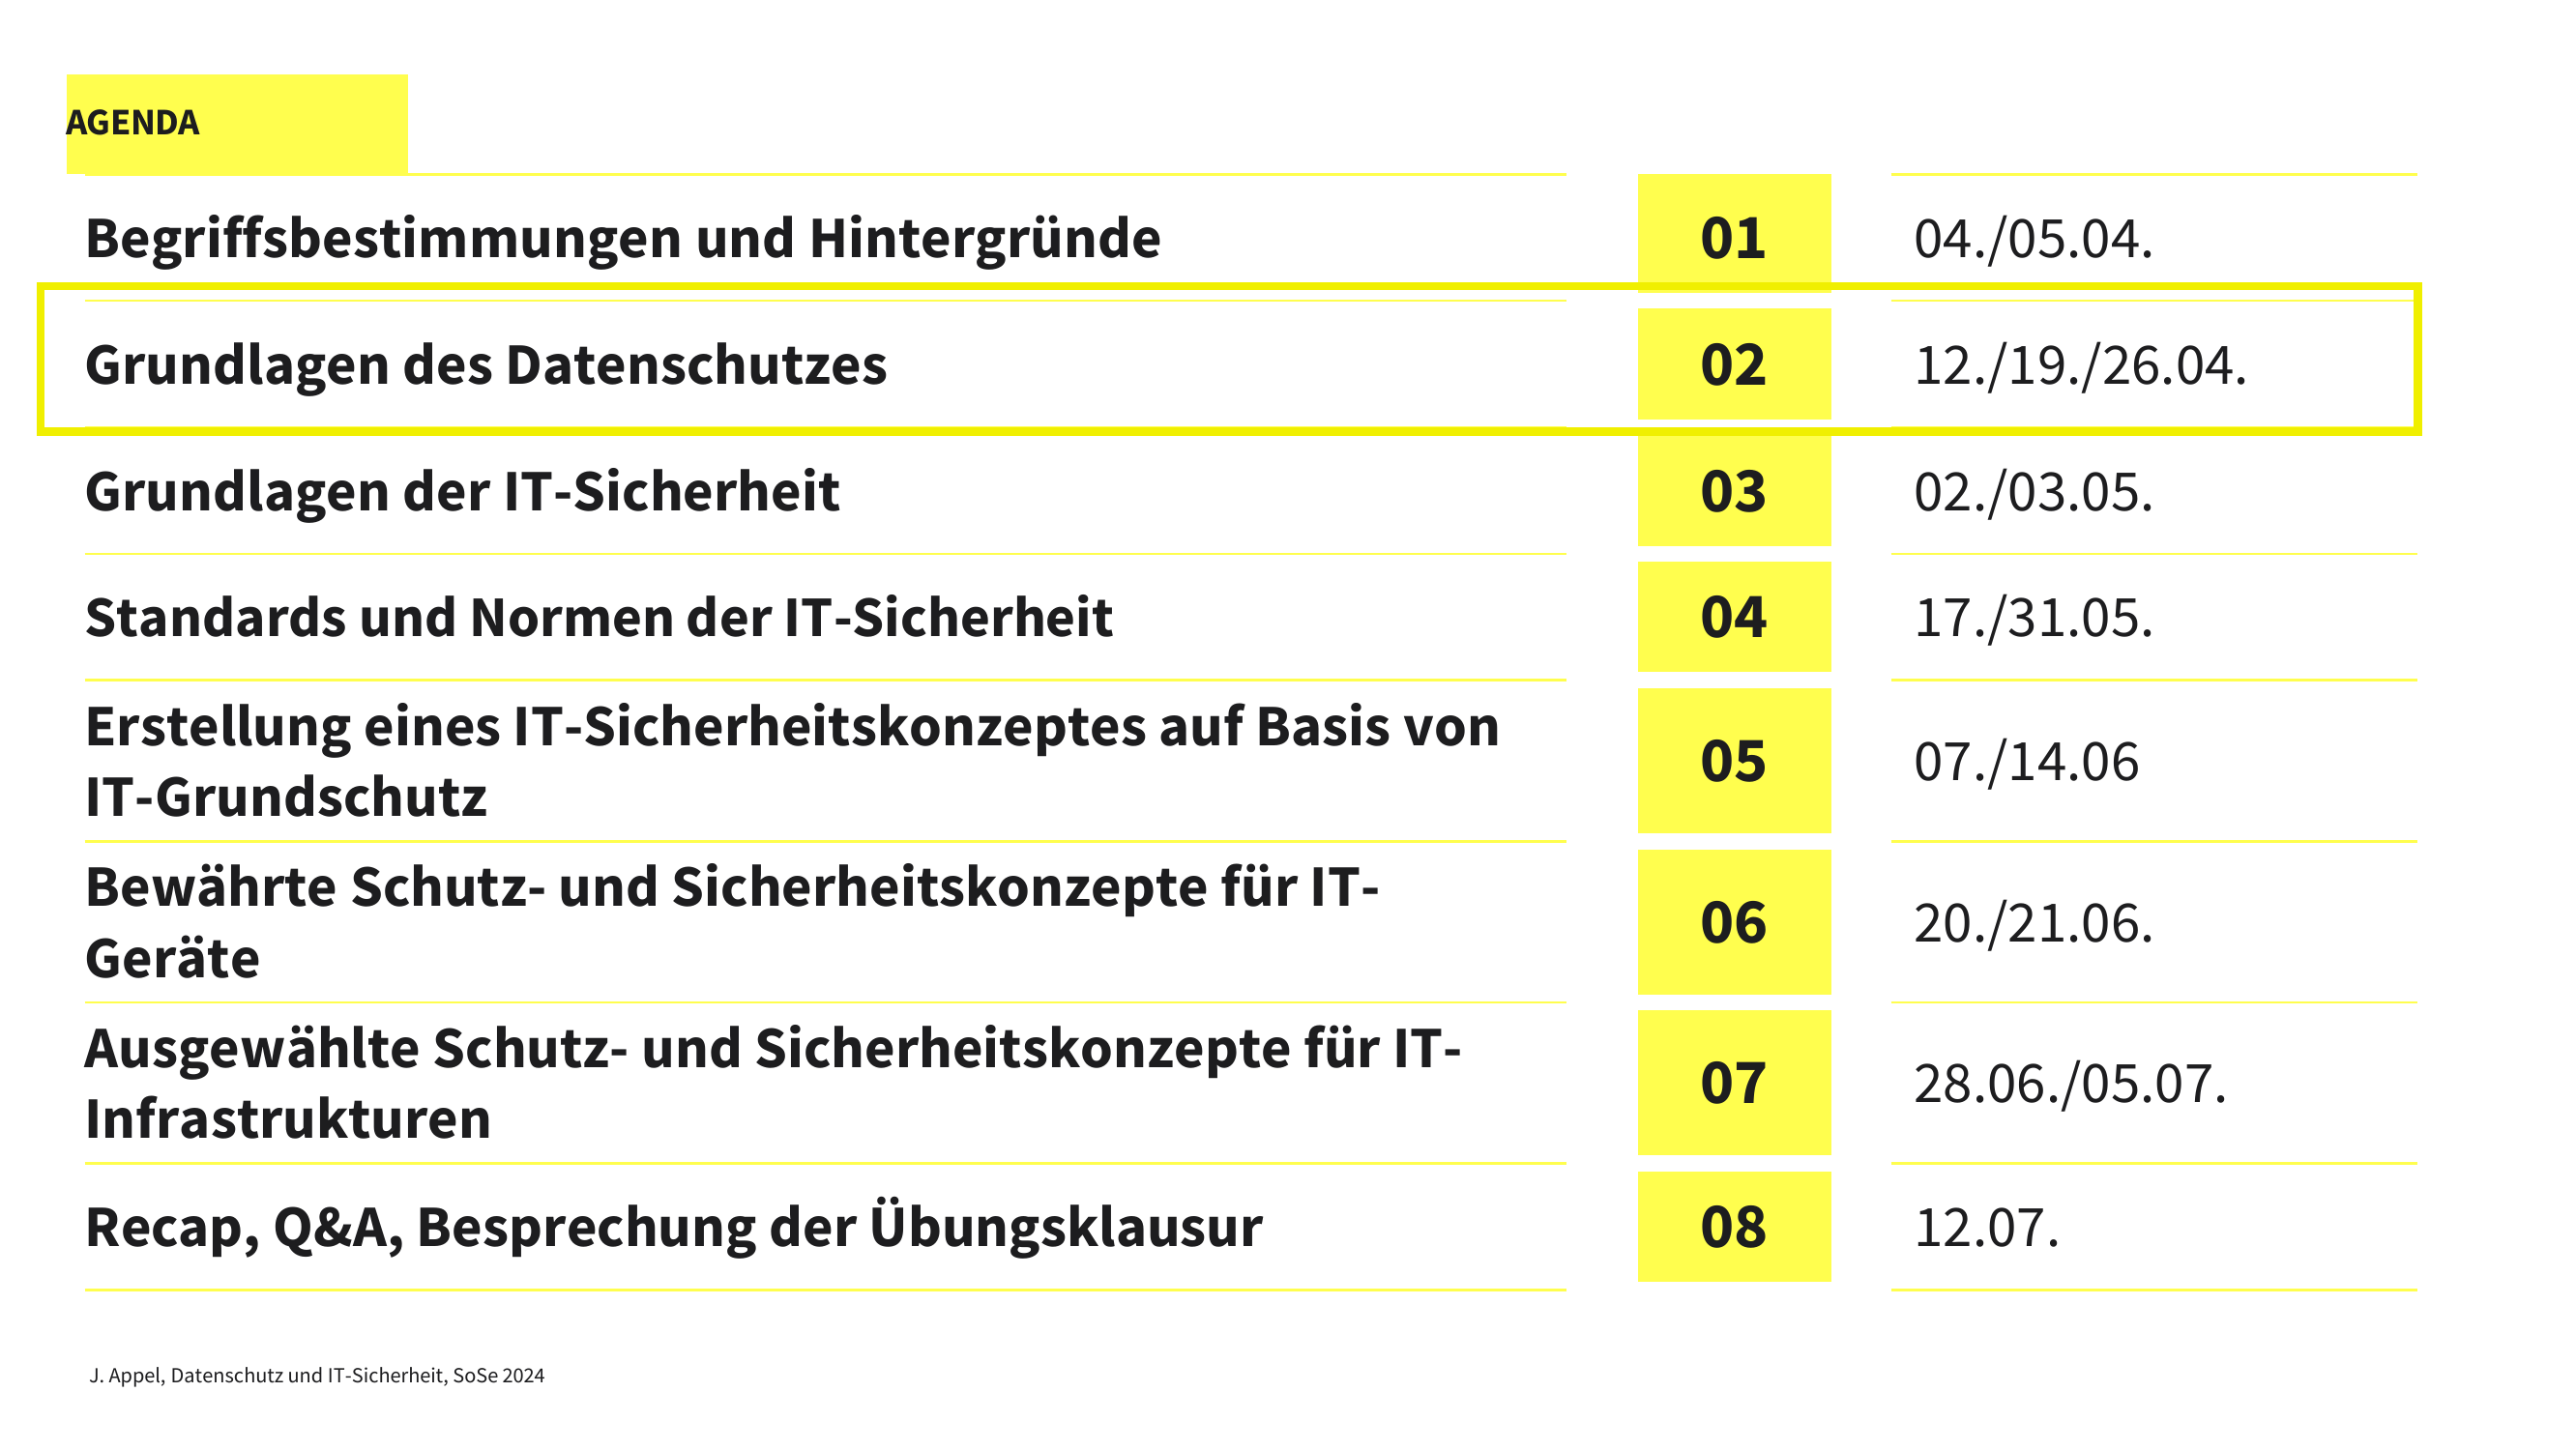 AGENDA
Begriffsbestimmungen und Hintergründe 01 04./05.04.
Grundlagen des Datenschutzes 02 12./19./26.04.
Grundlagen der IT-Sicherheit 03 02./03.05.
Standards und Normen der IT-Sicherheit 04 17./31.05.
Erstellung eines IT-Sicherheitskonzeptes auf Basis von
IT-Grundschutz 05 07./14.06
Bewährte Schutz- und Sicherheitskonzepte für IT-
Geräte 06 20./21.06.
Ausgewählte Schutz- und Sicherheitskonzepte für IT-
Infrastrukturen 07 28.06./05.07.
Recap, Q&A, Besprechung der Übungsklausur 08 12.07.
J. Appel, Datenschutz und IT-Sicherheit, SoSe 2024